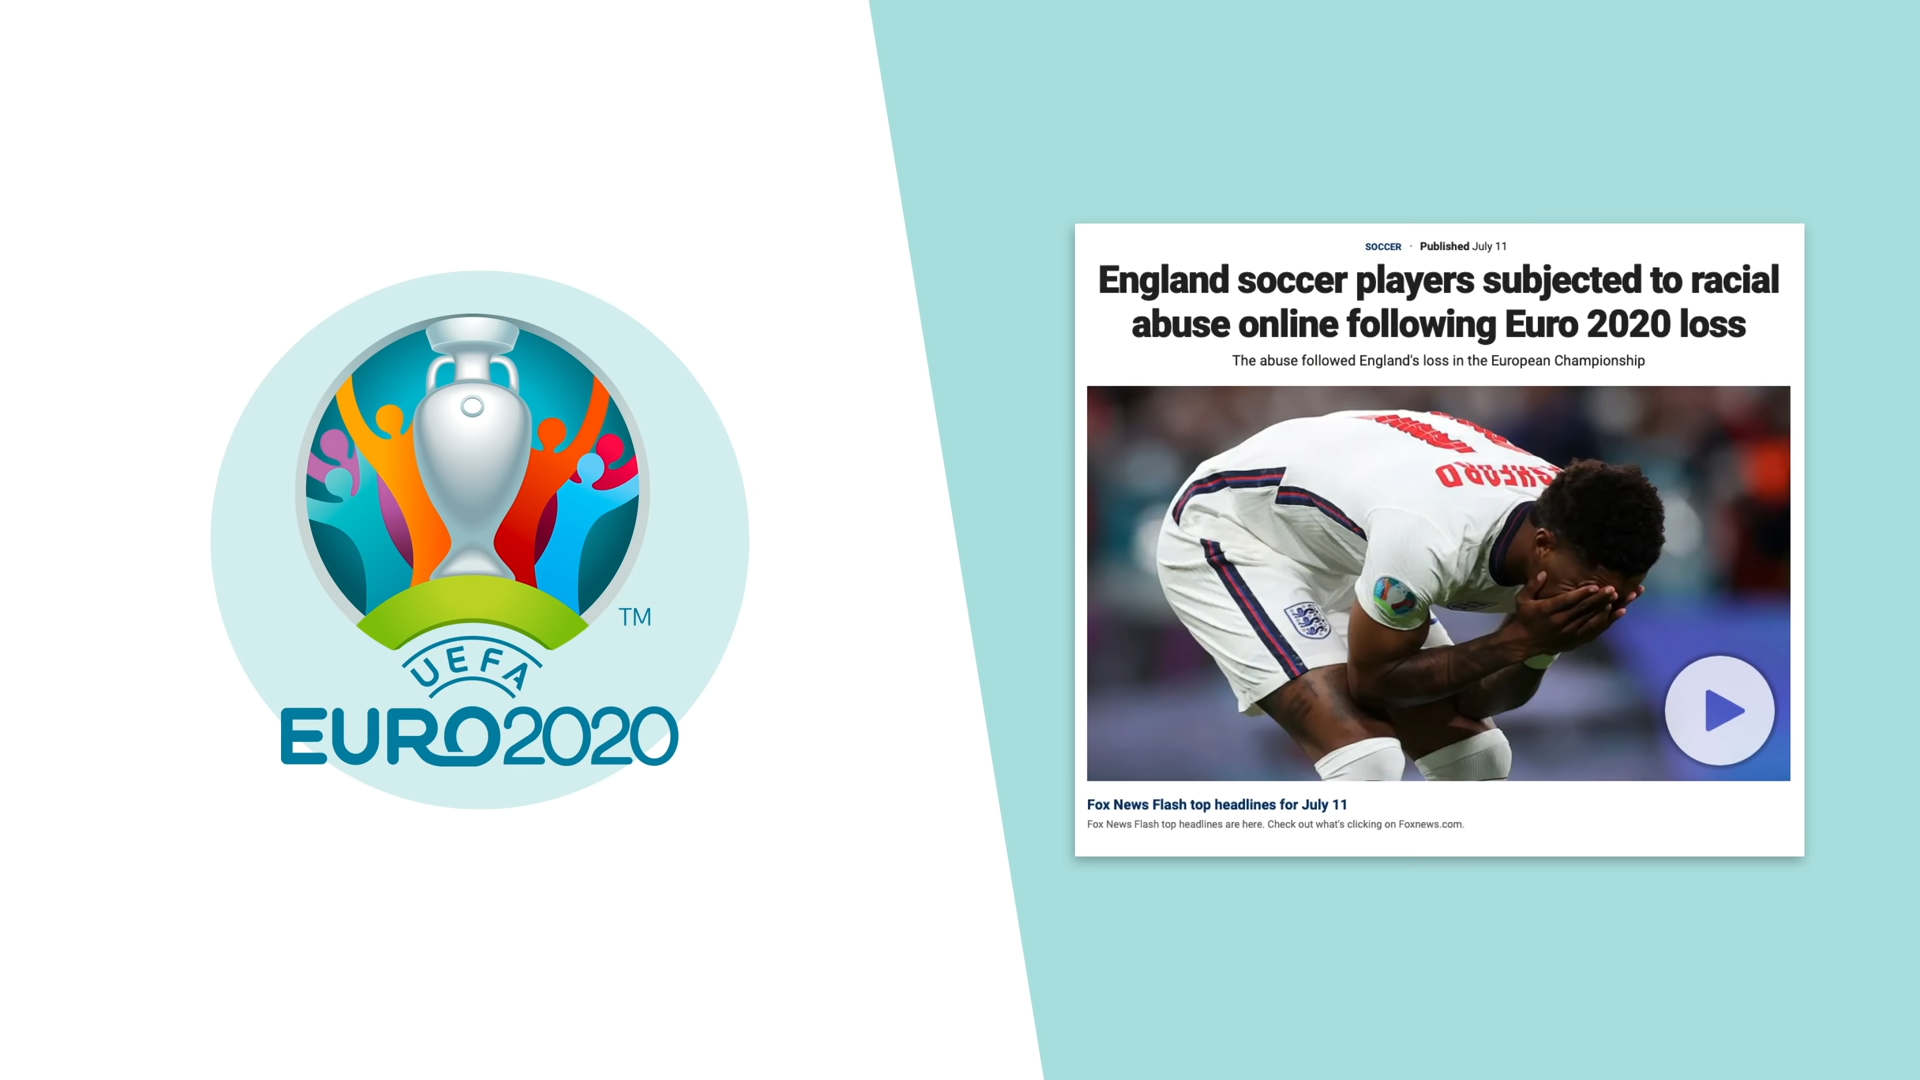 TM
UEFA
EURO2020
SOCCER · Published July 11
England soccer players subjected to racial
abuse online following Euro 2020 loss
The abuse followed England's loss in the European Championship
Fox News Flash top headlines for July 11
Fox News Flash top headlines are here. Check out what's clicking on Foxnews.com.